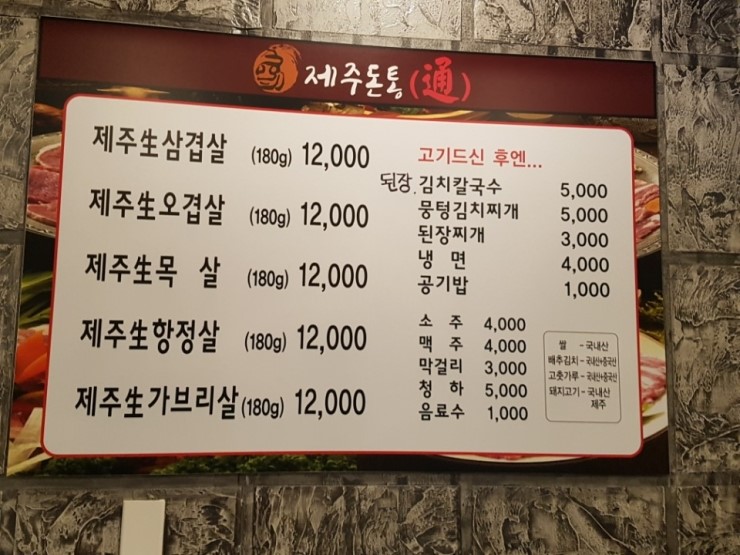 제주돈통(通)
제주生삼겹살 (180g) 12,000
제주生오겹살 (180g) 12,000
제주生목 살 (180g) 12,000
제주生항정살 (180g) 12,000
제주生가브리살 (180g) 12,000
고기드신 후엔...
된장, 김치칼국수 5,000
뭉텅김치찌개 5,000
된장찌개 3,000
냉 면 4,000
공기밥 1,000
소 주 4,000
맥 주 4,000
막걸리 3,000
청 하 5,000
음료수 1,000
쌀 - 국내산
배추김치 - 국내산+중국산
고춧가루 - 국내산+중국산
돼지고기 - 국내산
제주